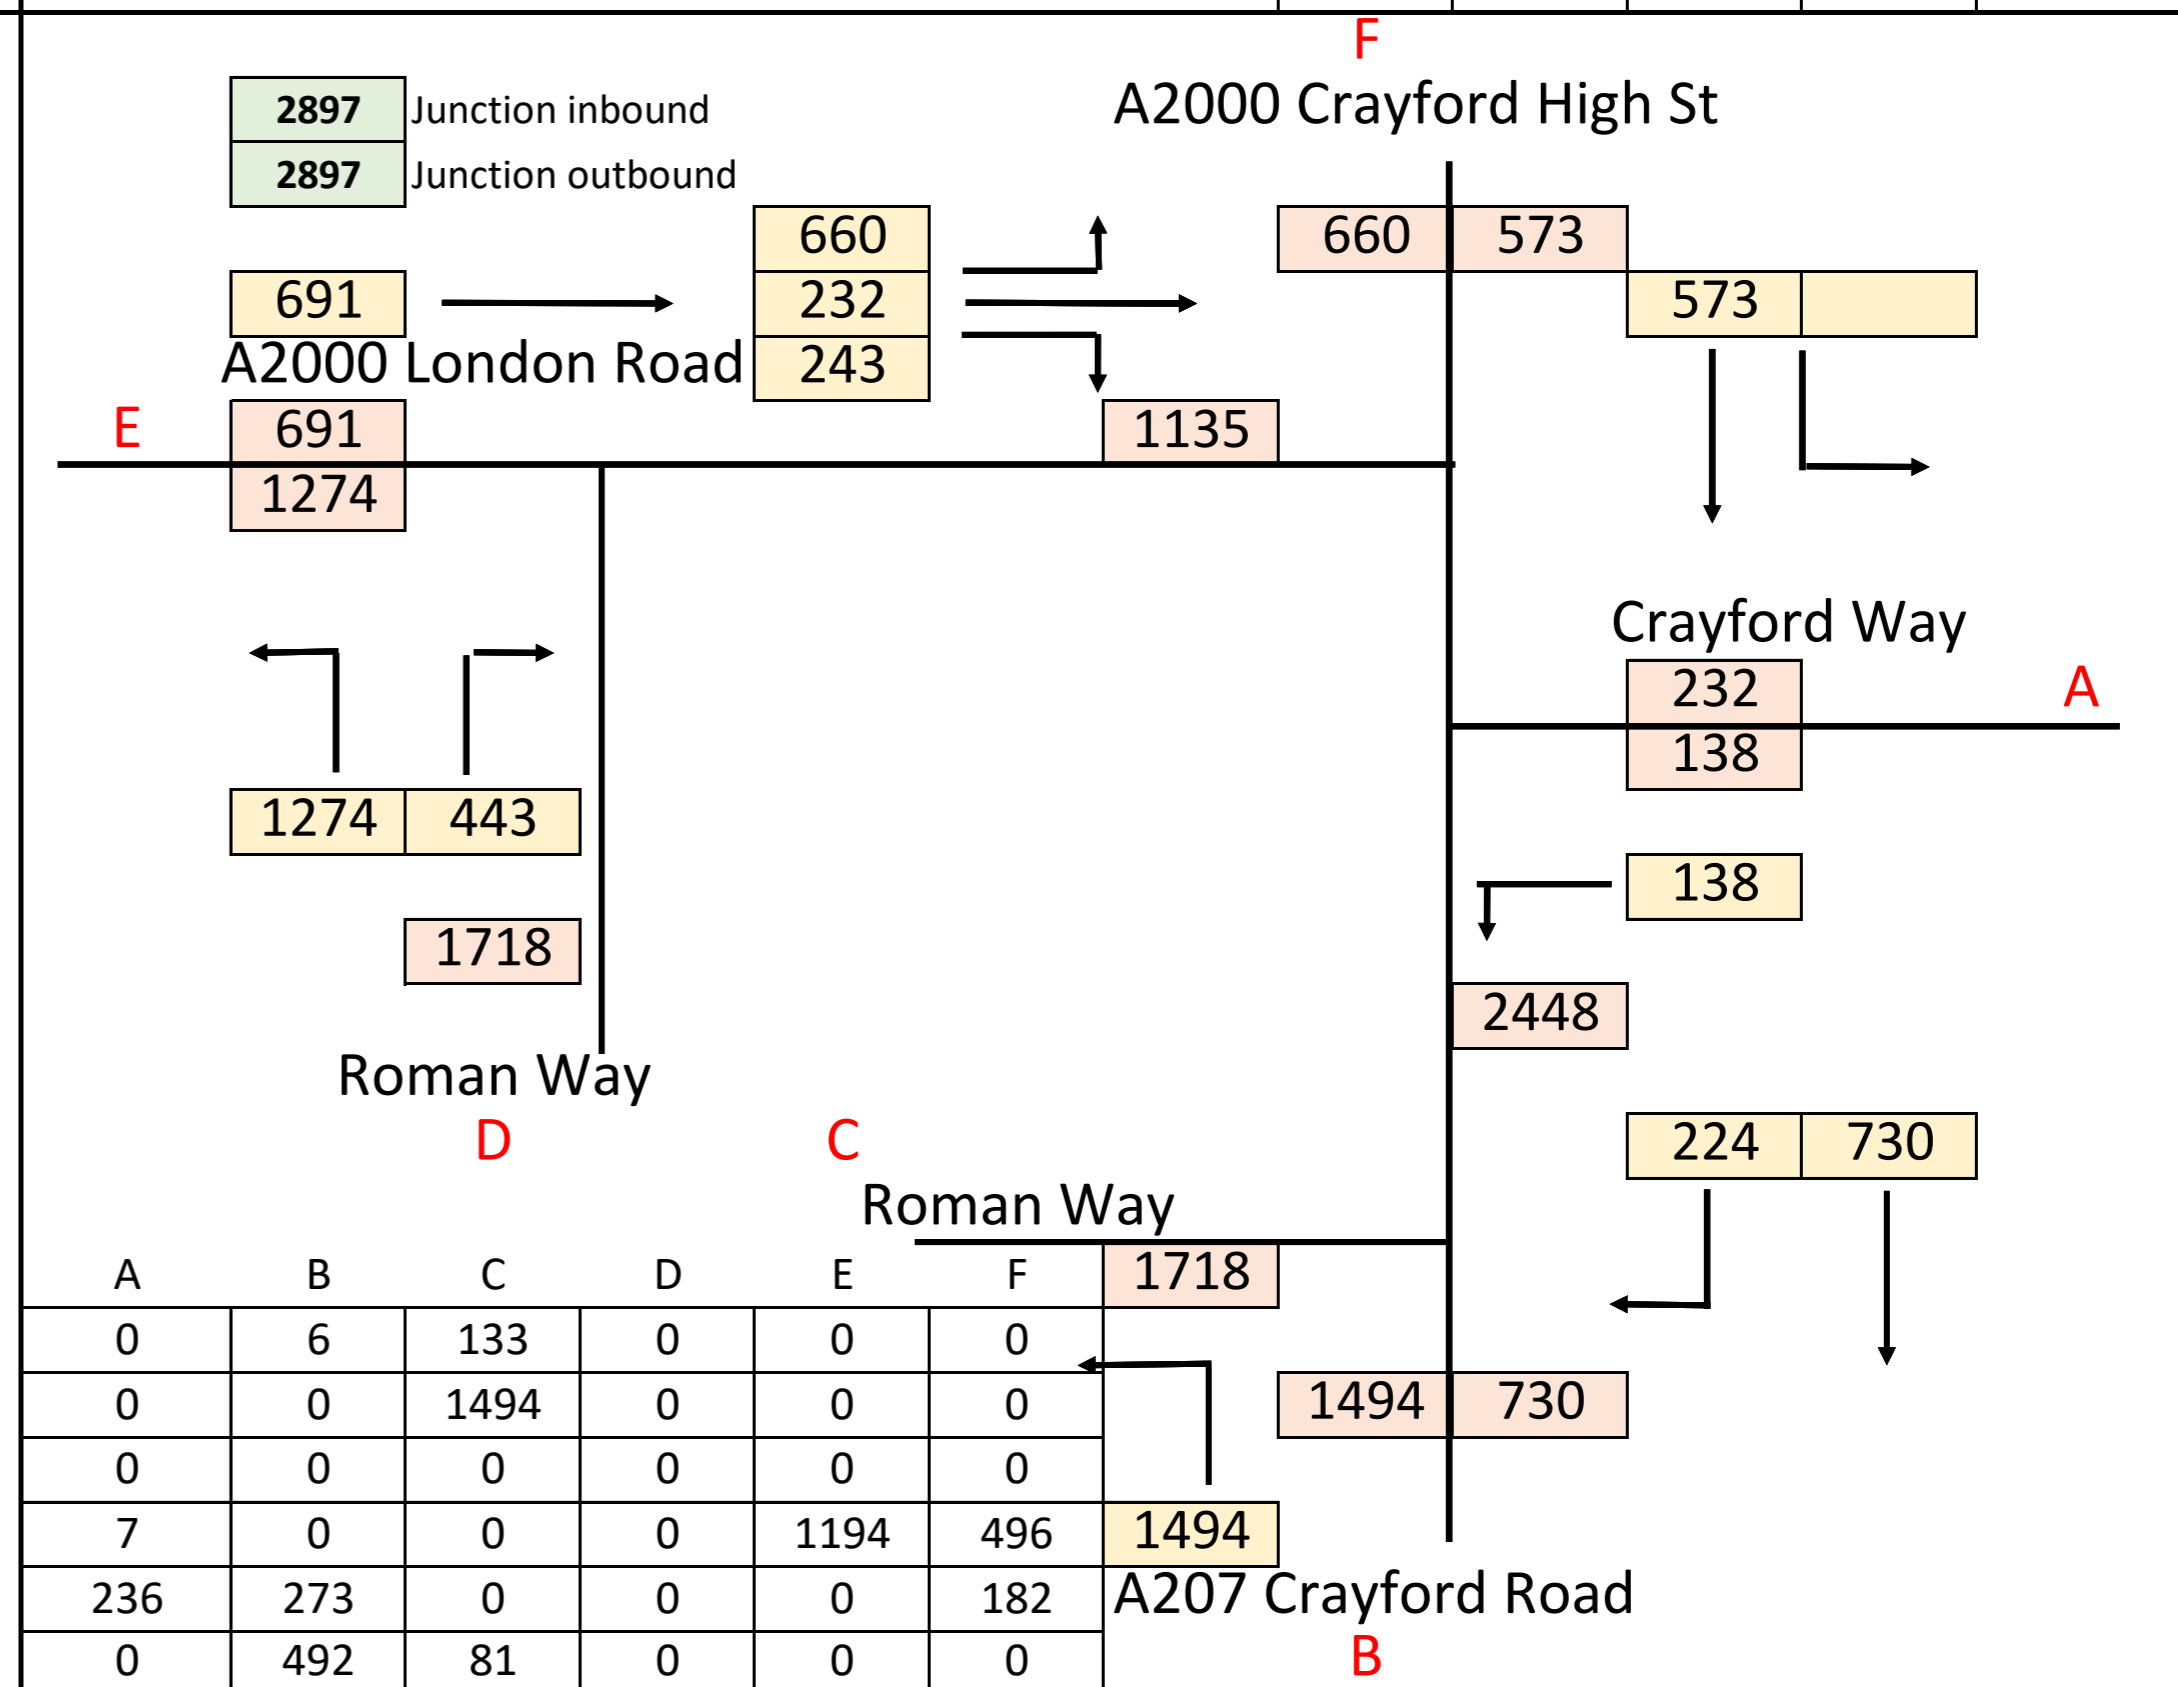 F
A2000 Crayford High St
2897 Junction inbound
2897 Junction outbound
660 660 573
691 232 573
A2000 London Road 243
E 691 1135
1274
Crayford Way
232 A
138
1274 443
138
1718
2448
Roman Way
D C
224 730
Roman Way
A B C D E F 1718
0 6 133 0 0 0
0 0 1494 0 0 0 1494 730
0 0 0 0 0 0
7 0 0 0 1194 496 1494
236 273 0 0 0 182 A207 Crayford Road
0 492 81 0 0 0 B